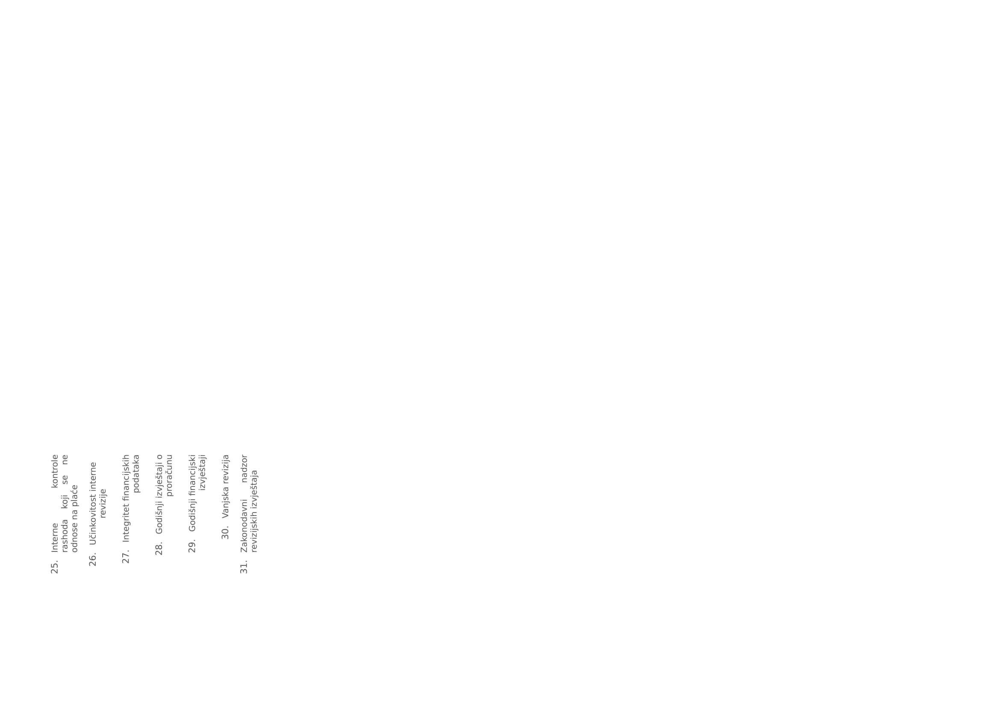 25. Interne kontrole
rashoda koji se ne
odnose na plaće
26. Učinkovitost interne
revizije
27. Integritet financijskih
podataka
28. Godišnji izvještaji o
proračunu
29. Godišnji financijski
izvještaji
30. Vanjska revizija
31. Zakonodavni nadzor
revizijskih izvještaja